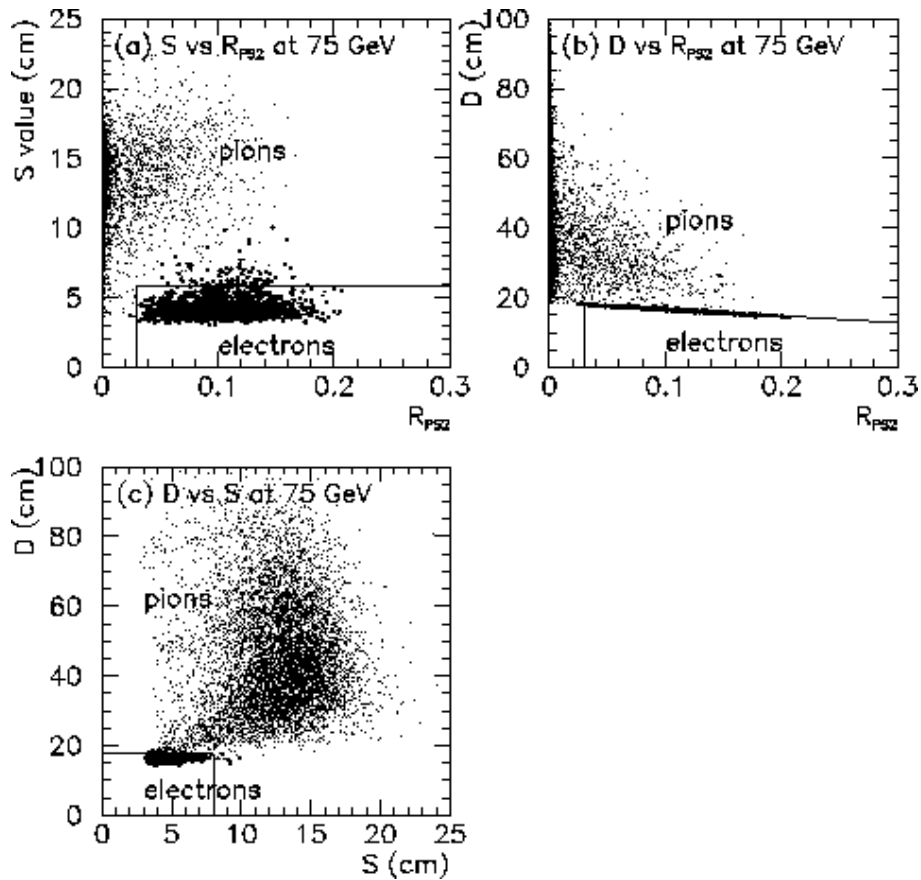 (a) S vs R_PS2 at 75 GeV
S value (cm)
25
20
15
10
5
0
pions
electrons
0 0.1 0.2 0.3
R_PS2
(b) D vs R_PS2 at 75 GeV
D (cm)
100
80
60
40
20
0
pions
electrons
0 0.1 0.2 0.3
R_PS2
(c) D vs S at 75 GeV
D (cm)
100
80
60
40
20
0
pions
electrons
0 5 10 15 20 25
S (cm)